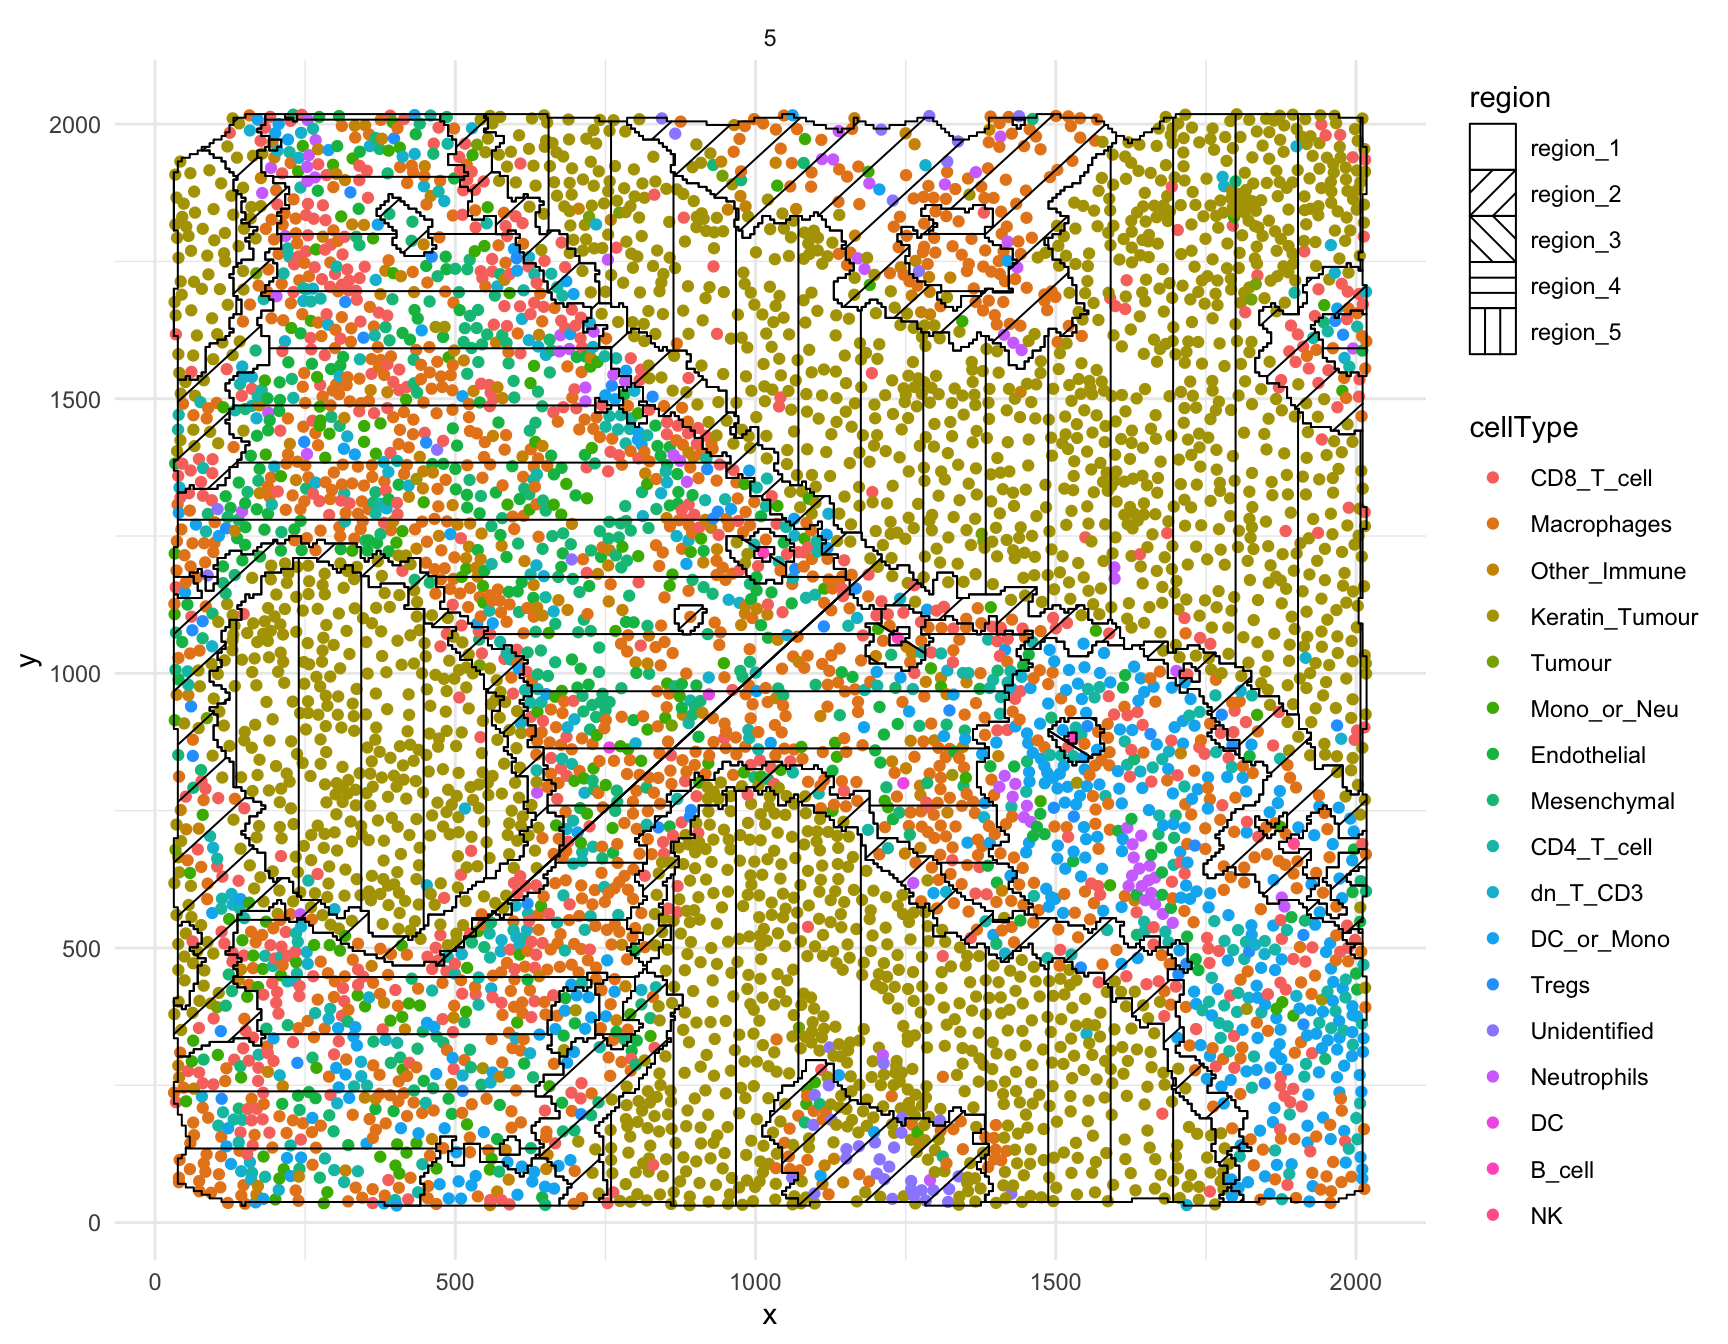 5
2000
1500
1000
500
0
y
0 500 1000 1500 2000
x
region
region_1
region_2
region_3
region_4
region_5
cellType
CD8_T_cell
Macrophages
Other_Immune
Keratin_Tumour
Tumour
Mono_or_Neu
Endothelial
Mesenchymal
CD4_T_cell
dn_T_CD3
DC_or_Mono
Tregs
Unidentified
Neutrophils
DC
B_cell
NK